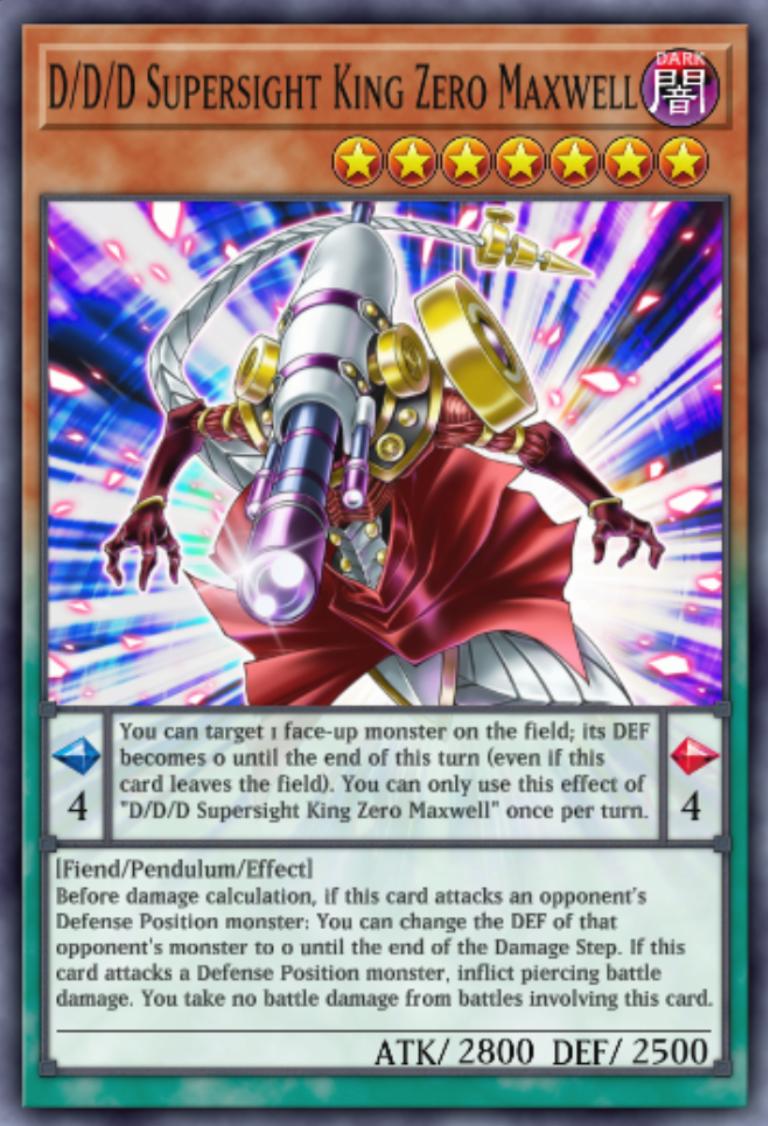 D/D/D SUPERSIGHT KING ZERO MAXWELL
DARK
闇
You can target 1 face-up monster on the field; its DEF
becomes 0 until the end of this turn (even if this
card leaves the field). You can only use this effect of
"D/D/D Supersight King Zero Maxwell" once per turn.
4
4
[Fiend/Pendulum/Effect]
Before damage calculation, if this card attacks an opponent's
Defense Position monster: You can change the DEF of that
opponent's monster to 0 until the end of the Damage Step. If this
card attacks a Defense Position monster, inflict piercing battle
damage. You take no battle damage from battles involving this card.
ATK/ 2800 DEF/ 2500